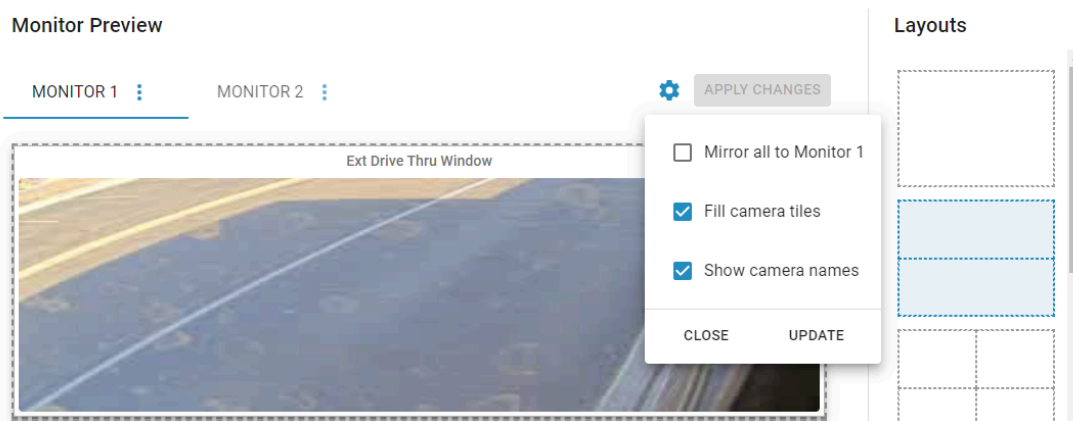 Monitor Preview
Layouts
MONITOR 1
MONITOR 2
APPLY CHANGES
Ext Drive Thru Window
Mirror all to Monitor 1
Fill camera tiles
Show camera names
CLOSE
UPDATE